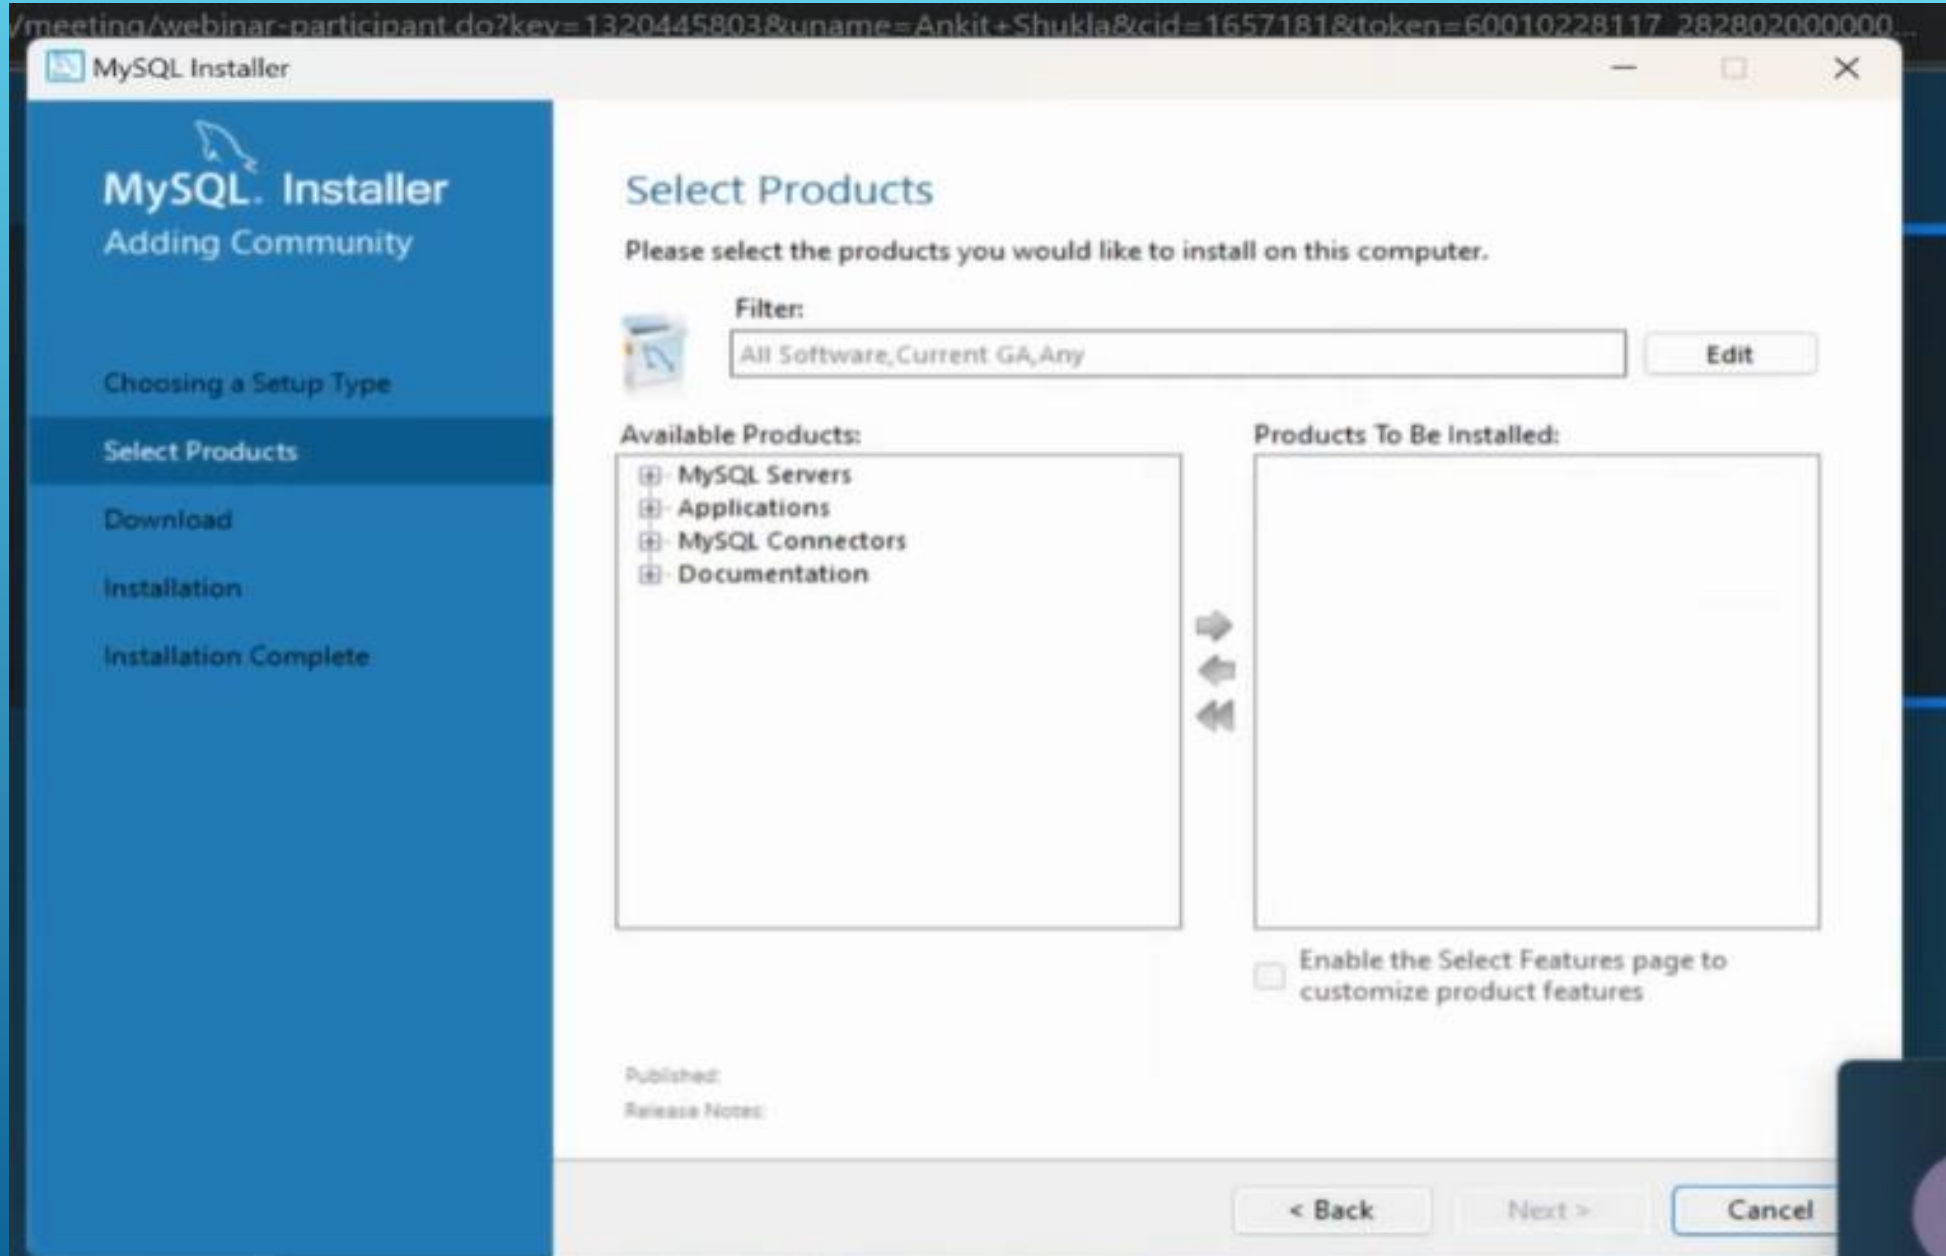 /meeting/webinar-participant.do?key=1320445803&uname=Ankit+Shukla&cid=1657181&token=60010228117_282802000000...
MySQL Installer
MySQL. Installer
Adding Community
Choosing a Setup Type
Select Products
Download
Installation
Installation Complete
Select Products
Please select the products you would like to install on this computer.
Filter:
All Software,Current GA,Any
Edit
Available Products:
MySQL Servers
Applications
MySQL Connectors
Documentation
Products To Be Installed:
Enable the Select Features page to
customize product features
Published:
Release Notes:
< Back
Next >
Cancel